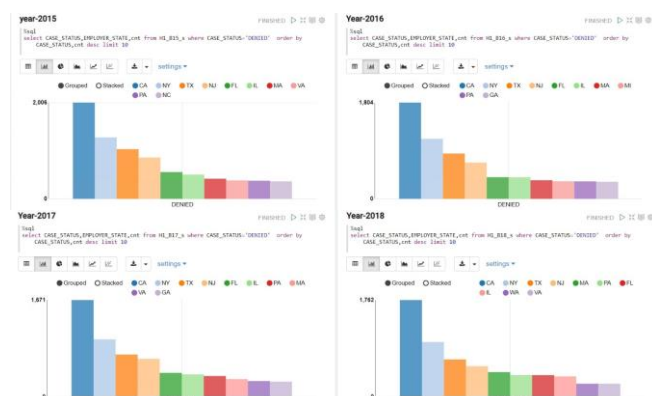 year-2015
FINISHED
%sql
select CASE_STATUS,EMPLOYER_STATE,cnt from H1_B15_s where CASE_STATUS="DENIED" order by
CASE_STATUS,cnt desc limit 10
settings
Grouped Stacked CA NY TX NJ FL IL MA VA
PA NC
2,006
0
DENIED
Year-2016
FINISHED
%sql
select CASE_STATUS,EMPLOYER_STATE,cnt from H1_B16_s where CASE_STATUS="DENIED" order by
CASE_STATUS,cnt desc limit 10
settings
Grouped Stacked CA NY TX NJ FL IL MA MI
PA GA
1,804
0
DENIED
Year-2017
FINISHED
%sql
select CASE_STATUS,EMPLOYER_STATE,cnt from H1_B17_s where CASE_STATUS="DENIED" order by
CASE_STATUS,cnt desc limit 10
settings
Grouped Stacked CA NY TX NJ FL IL PA MA
VA GA
1,671
Year-2018
FINISHED
%sql
select CASE_STATUS,EMPLOYER_STATE,cnt from H1_B18_s where CASE_STATUS="DENIED" order by
CASE_STATUS,cnt desc limit 10
settings
Grouped Stacked CA NY TX NJ MA PA FL
IL WA VA
1,762